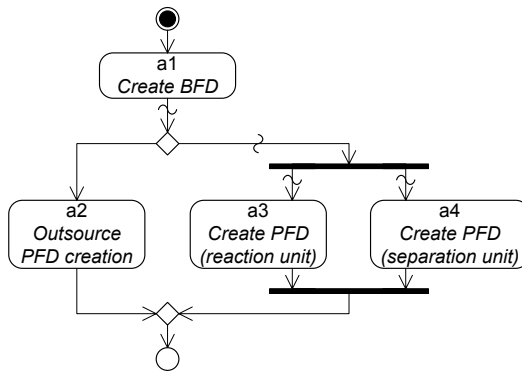 a1
Create BFD
a2
Outsource
PFD creation
a3
Create PFD
(reaction unit)
a4
Create PFD
(separation unit)